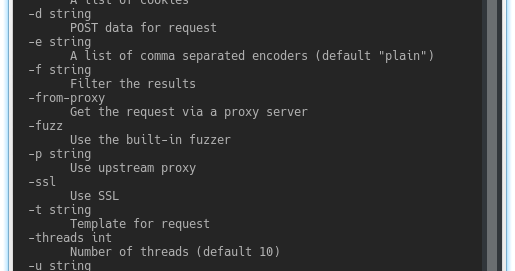 A list of cookies
-d string
POST data for request
-e string
A list of comma separated encoders (default "plain")
-f string
Filter the results
-from-proxy
Get the request via a proxy server
-fuzz
Use the built-in fuzzer
-p string
Use upstream proxy
-ssl
Use SSL
-t string
Template for request
-threads int
Number of threads (default 10)
-u string